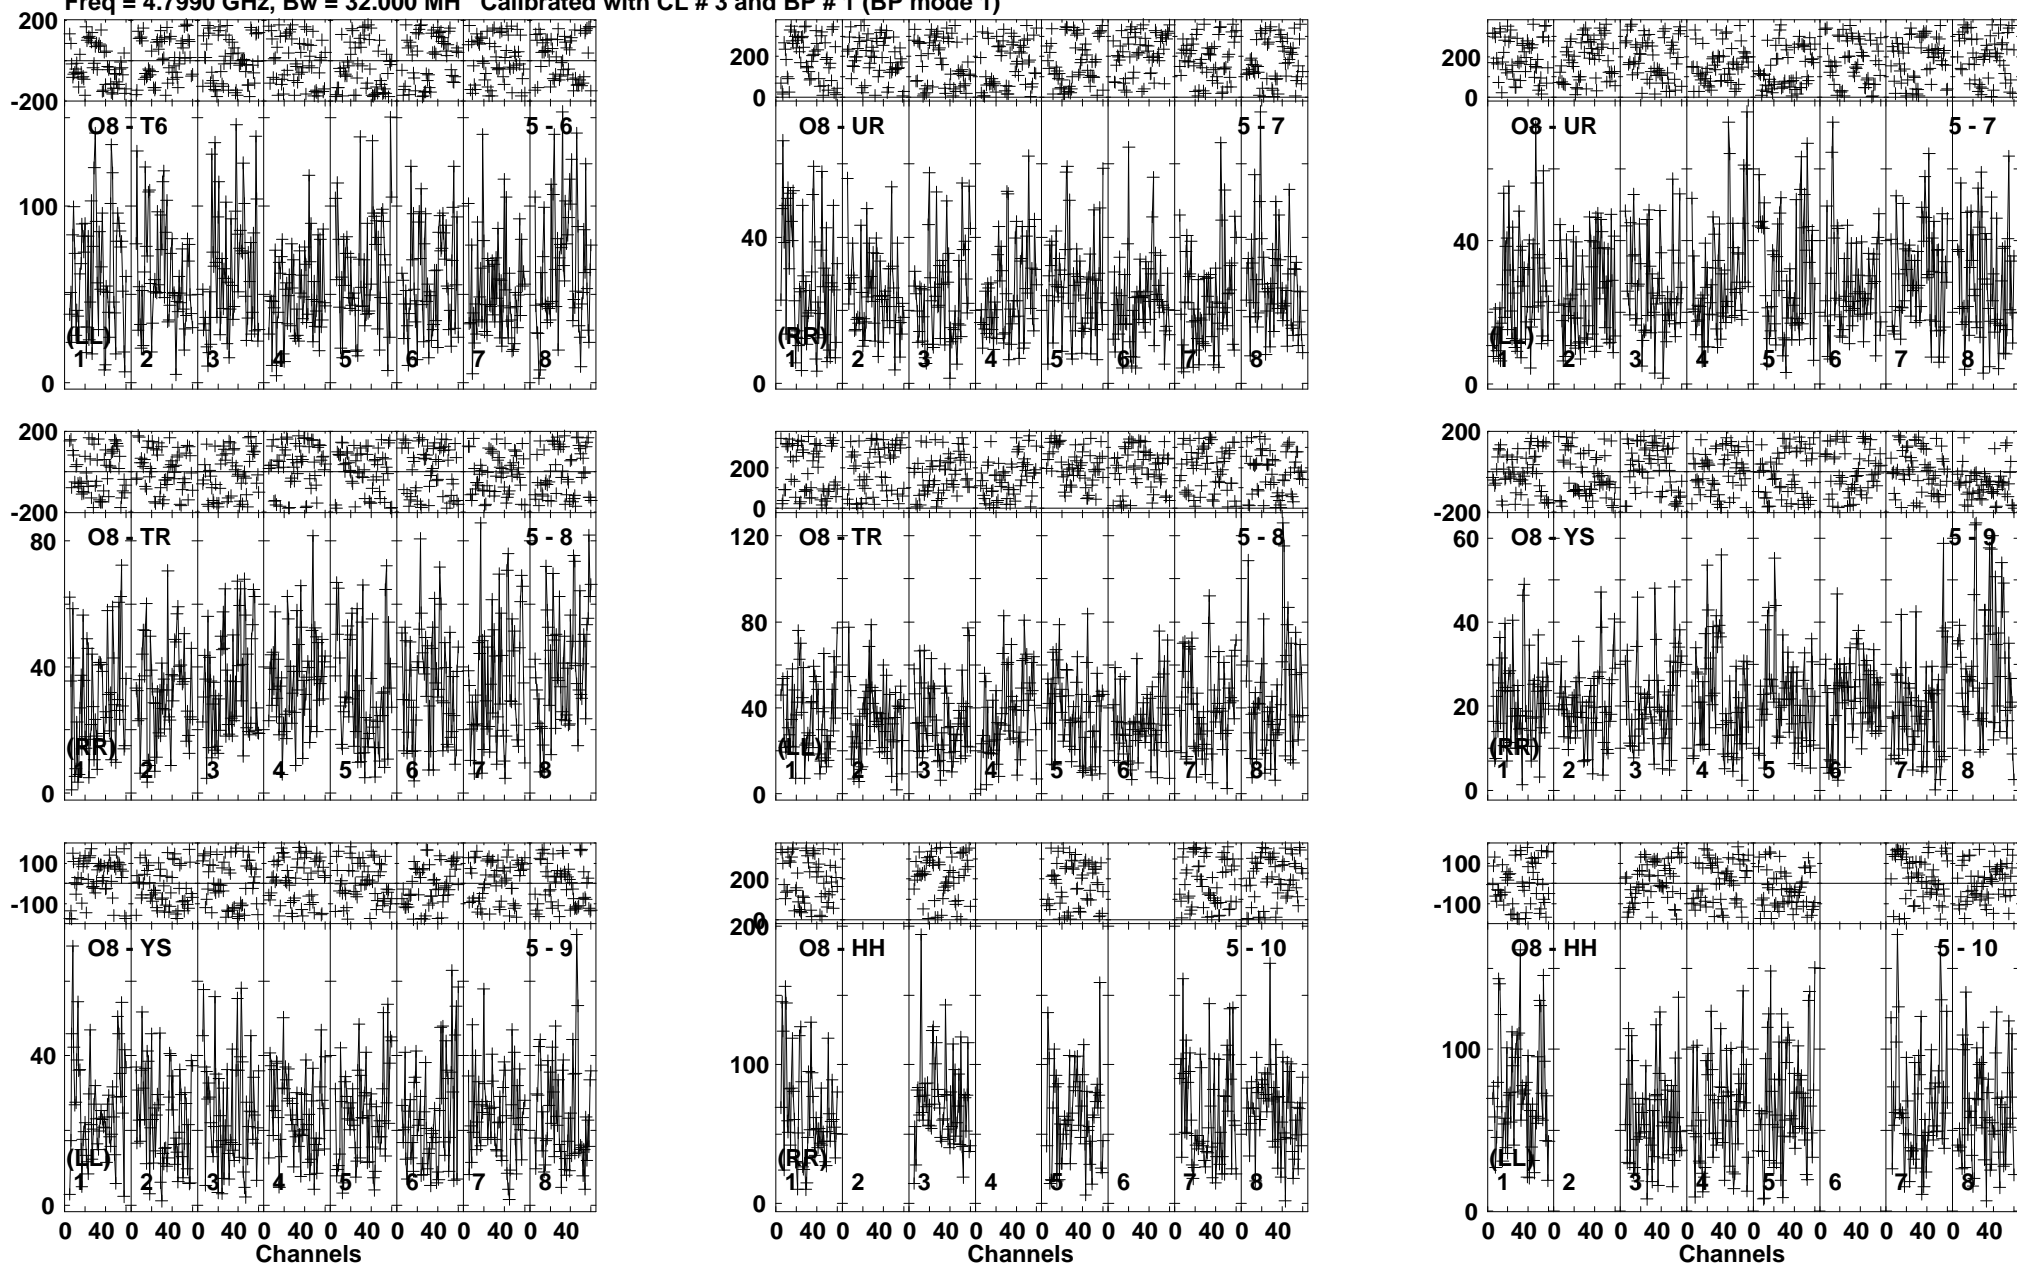 Freq = 4.7990 GHz, Bw = 32.000 MH Calibrated with CL # 3 and BP # 1 (BP mode 1)
200
-200
O8 - T6 5 - 6
100
0
(LL)
1 2 3 4 5 6 7 8
200
0
O8 - UR 5 - 7
40
0
(RR)
1 2 3 4 5 6 7 8
200
0
O8 - UR 5 - 7
40
0
(LL)
1 2 3 4 5 6 7 8
200
-200
O8 - TR 5 - 8
80
40
0
(RR)
1 2 3 4 5 6 7 8
200
0
O8 - TR 5 - 8
120
80
40
0
(LL)
1 2 3 4 5 6 7 8
200
-200
O8 - YS 5 - 9
60
40
20
0
(RR)
1 2 3 4 5 6 7 8
100
-100
O8 - YS 5 - 9
40
0
(LL)
1 2 3 4 5 6 7 8
0 40 0 40 0 40 0 40 0 40 0 40 0 40 0 40
Channels
200
0
200
O8 - HH 5 - 10
100
0
(RR)
1 2 3 4 5 6 7 8
0 40 0 40 0 40 0 40 0 40 0 40 0 40 0 40
Channels
100
-100
O8 - HH 5 - 10
100
0
(LL)
1 2 3 4 5 6 7 8
0 40 0 40 0 40 0 40 0 40 0 40 0 40 0 40
Channels